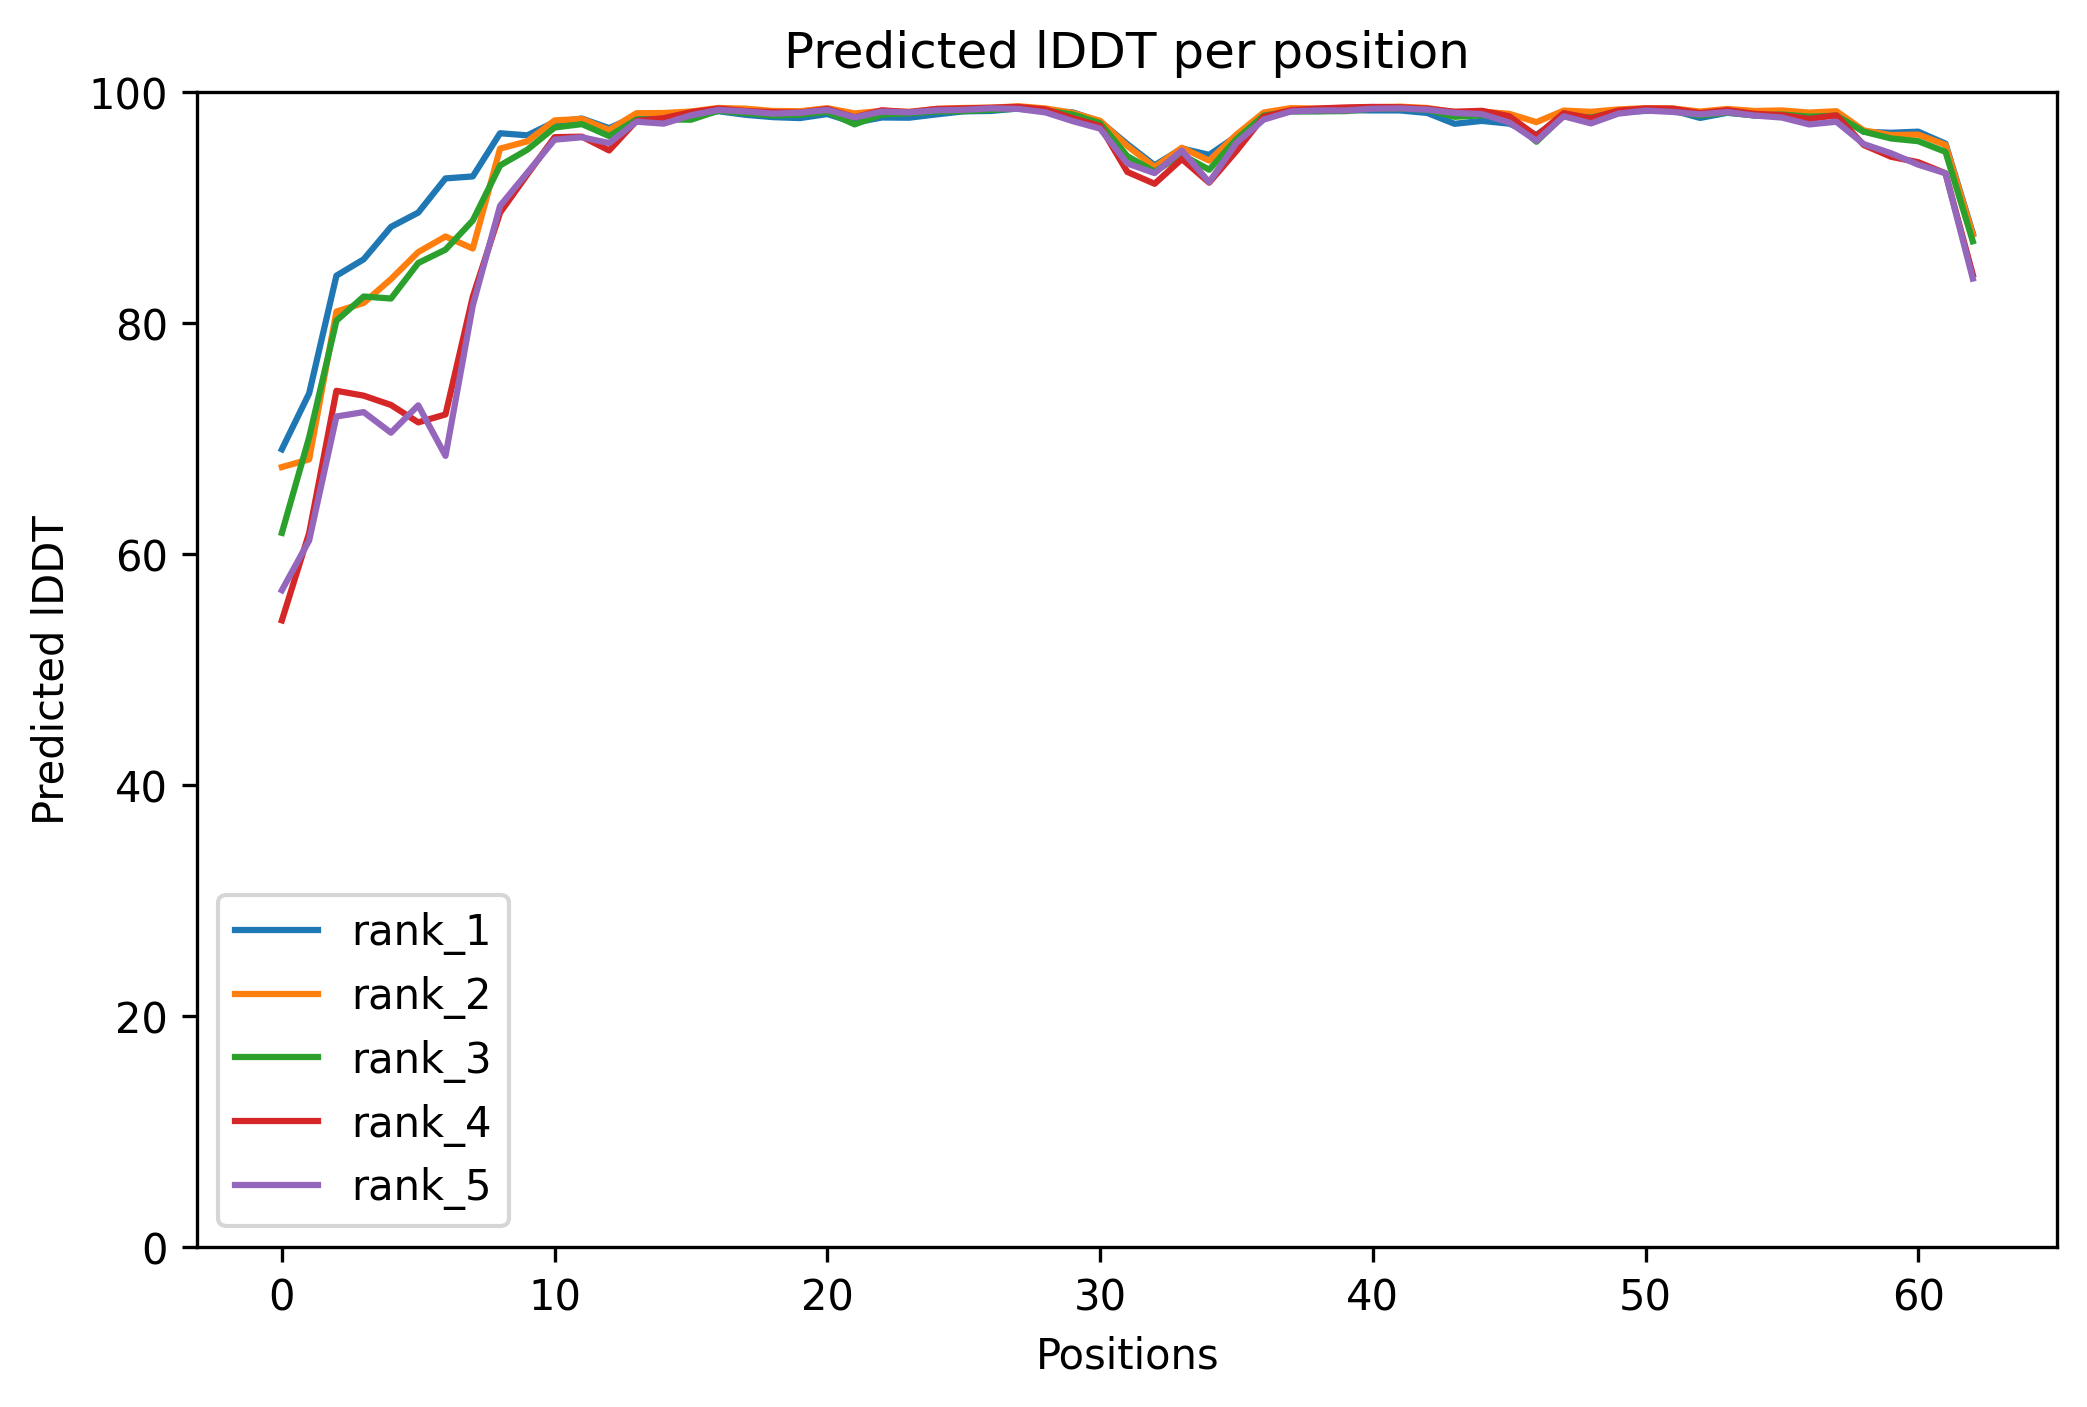 Predicted lDDT per position
Predicted lDDT
100
80
60
40
20
0
rank_1
rank_2
rank_3
rank_4
rank_5
0 10 20 30 40 50 60
Positions